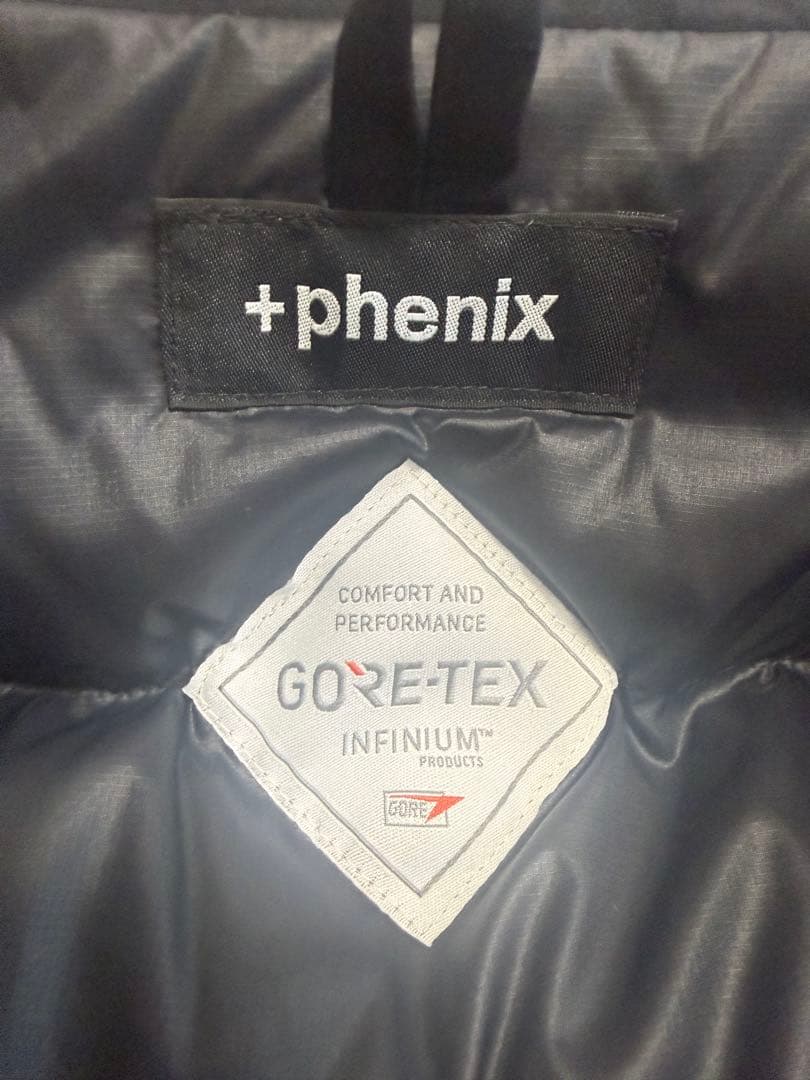 +phenix
COMFORT AND
PERFORMANCE
GORE-TEX
INFINIUM™
PRODUCTS
GORE